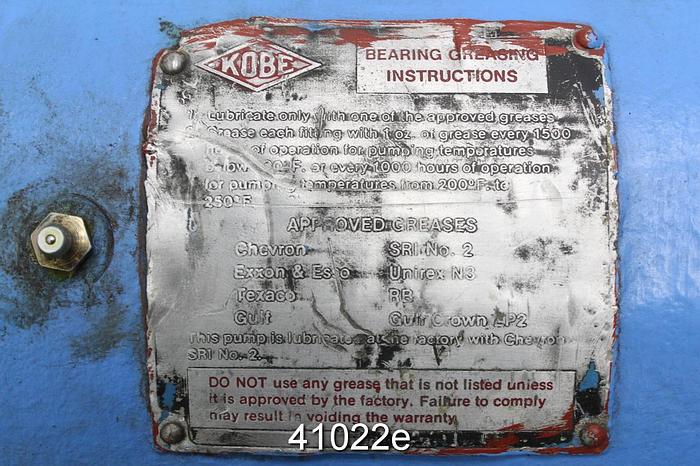 KOBE
BEARING GREASING
INSTRUCTIONS
Lubricate only with one of the approved greases
Grease each fitting with 1 oz. of grease every 1500
of operation for pumping temperatures
°F. or every 1000 hours of operation
for pumping temperatures from 200°F. to
250°F.
APPROVED GREASES
Chevron SRI No. 2
Exxon & Esso Unirex N3
Texaco RB
Gulf Gulf Crown EP2
This pump is lubricated at the factory with Chevron
SRI No. 2.
DO NOT use any grease that is not listed unless
it is approved by the factory. Failure to comply
may result in voiding the warranty.
41022e